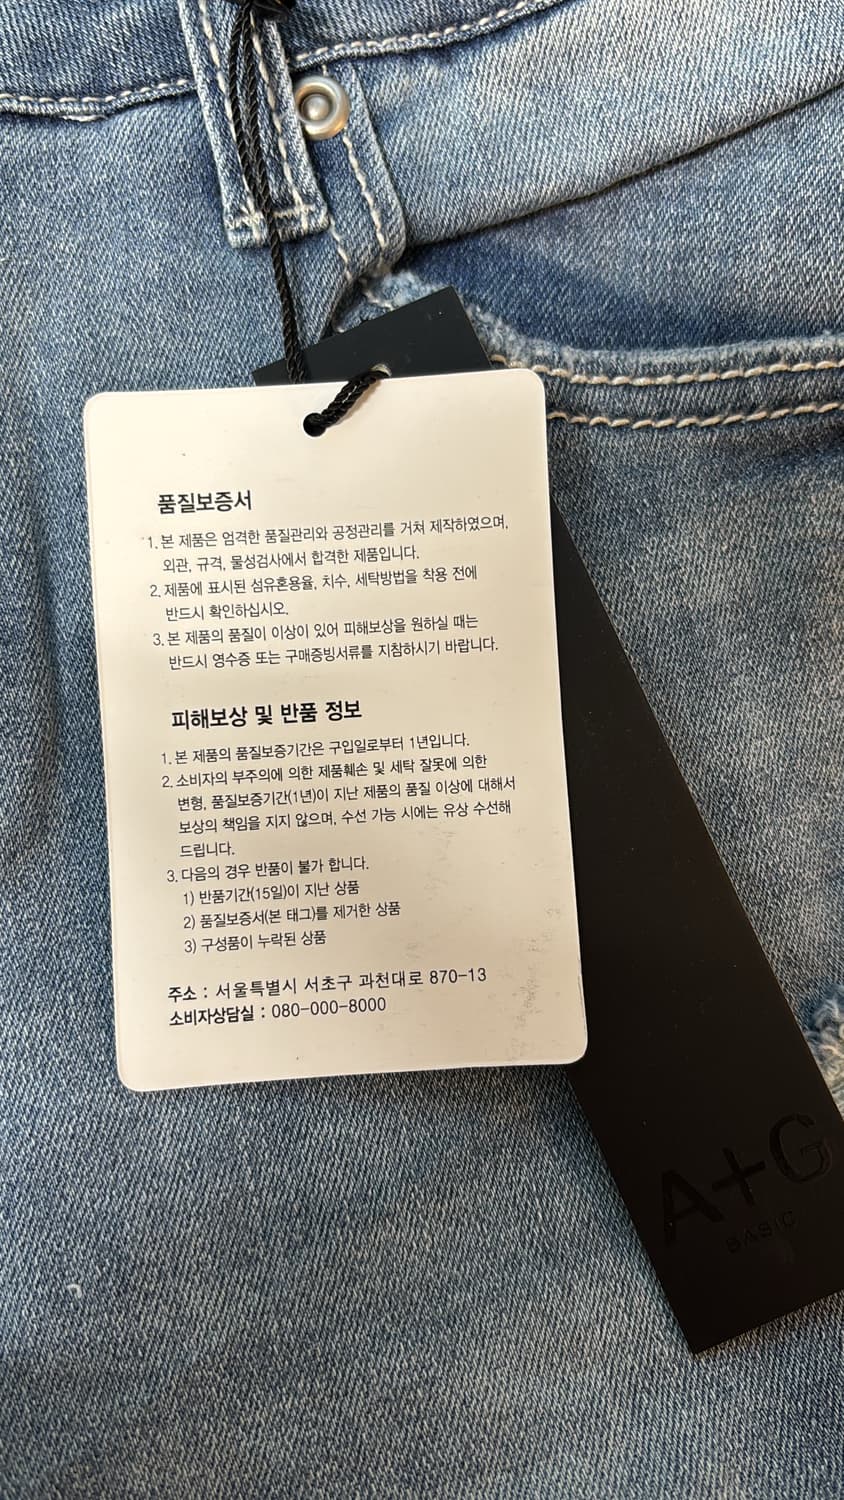 품질보증서
1. 본 제품은 엄격한 품질관리와 공정관리를 거쳐 제작하였으며,
외관, 규격, 물성검사에서 합격한 제품입니다.
2. 제품에 표시된 섬유혼용율, 치수, 세탁방법을 착용 전에
반드시 확인하십시오.
3. 본 제품의 품질이 이상이 있어 피해보상을 원하실 때는
반드시 영수증 또는 구매증빙서류를 지참하시기 바랍니다.
피해보상 및 반품 정보
1. 본 제품의 품질보증기간은 구입일로부터 1년입니다.
2. 소비자의 부주의에 의한 제품훼손 및 세탁 잘못에 의한
변형, 품질보증기간(1년)이 지난 제품의 품질 이상에 대해서
보상의 책임을 지지 않으며, 수선 가능 시에는 유상 수선해
드립니다.
3. 다음의 경우 반품이 불가 합니다.
1) 반품기간(15일)이 지난 상품
2) 품질보증서(본 태그)를 제거한 상품
3) 구성품이 누락된 상품
주소 : 서울특별시 서초구 과천대로 870-13
소비자상담실 : 080-000-8000
A+G
BASIC